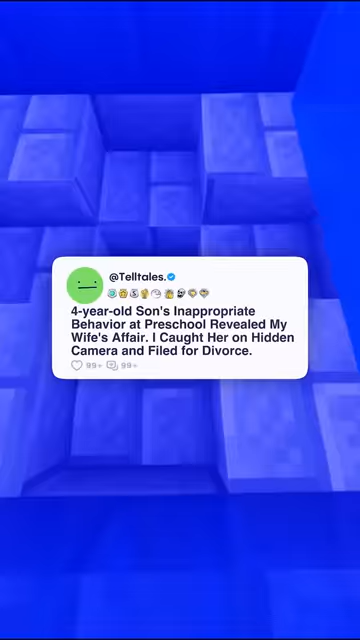 @Telltales.
4-year-old Son's Inappropriate
Behavior at Preschool Revealed My
Wife's Affair. I Caught Her on Hidden
Camera and Filed for Divorce.
99+ 99+